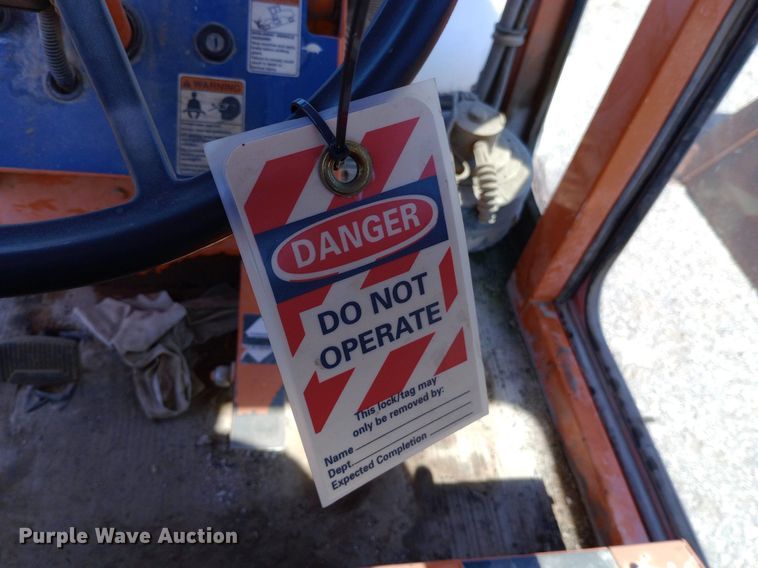 WARNING
DANGER
DO NOT
OPERATE
This lock/tag may
only be removed by:
Name
Dept.
Expected Completion
Purple Wave Auction